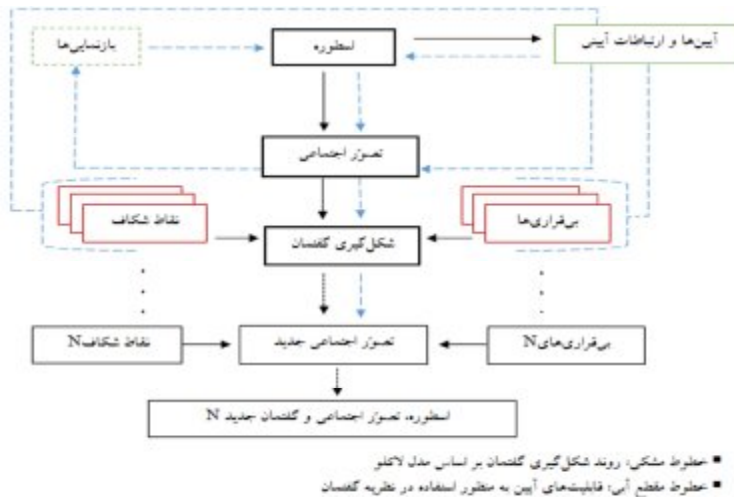 آیین‌ها و ارتباطات آیینی
اسطوره
بازنمایی‌ها
تصوّر اجتماعی
بی‌قراری‌ها
نقاط شکاف
شکل‌گیری گفتمان
بی‌قراری‌های N
تصوّر اجتماعی جدید
نقاط شکاف N
اسطوره، تصوّر اجتماعی و گفتمان جدید N
■ خطوط مشکی: روند شکل‌گیری گفتمان بر اساس مدل لاکلو
■ خطوط مقطع آبی: قابلیت‌های آیین به منظور استفاده در نظریه گفتمان